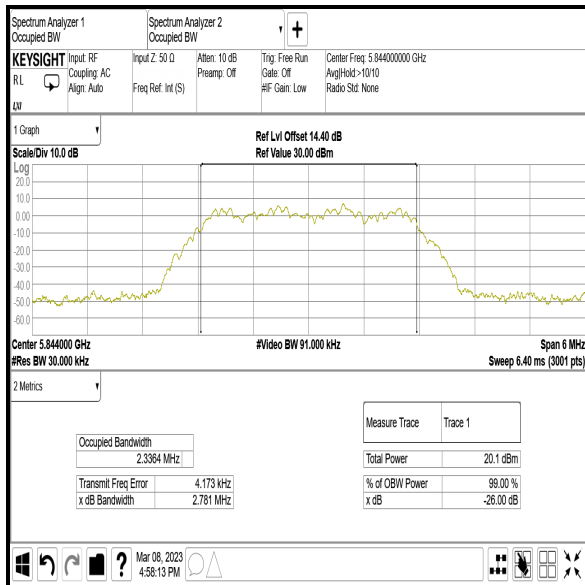 Spectrum Analyzer 1
Occupied BW
Spectrum Analyzer 2
Occupied BW
KEYSIGHT
RL
LXI
Input: RF
Coupling: AC
Align: Auto
Input Z: 50 Ω
Freq Ref: Int (S)
Atten: 10 dB
Preamp: Off
Trig: Free Run
Gate: Off
#IF Gain: Low
Center Freq: 5.844000000 GHz
Avg|Hold:>10/10
Radio Std: None
1 Graph
Scale/Div 10.0 dB
Ref Lvl Offset 14.40 dB
Ref Value 30.00 dBm
Log
20.0
10.0
0.00
-10.0
-20.0
-30.0
-40.0
-50.0
-60.0
Center 5.844000 GHz
#Video BW 91.000 kHz
Span 6 MHz
#Res BW 30.000 kHz
Sweep 6.40 ms (3001 pts)
2 Metrics
Occupied Bandwidth
2.3364 MHz
Transmit Freq Error 4.173 kHz
x dB Bandwidth 2.781 MHz
Measure Trace Trace 1
Total Power 20.1 dBm
% of OBW Power 99.00 %
x dB -26.00 dB
?
Mar 08, 2023
4:58:13 PM